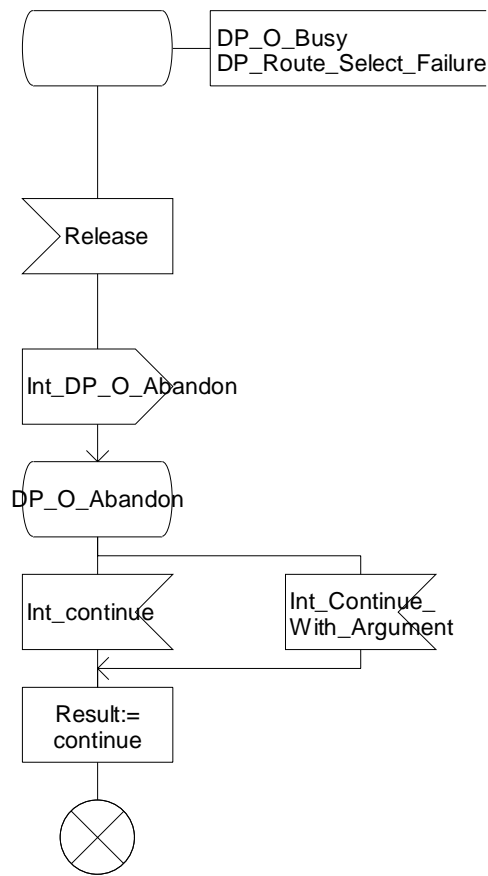 DP_O_Busy
DP_Route_Select_Failure
Release
Int_DP_O_Abandon
DP_O_Abandon
Int_continue
Int_Continue_
With_Argument
Result:=
continue